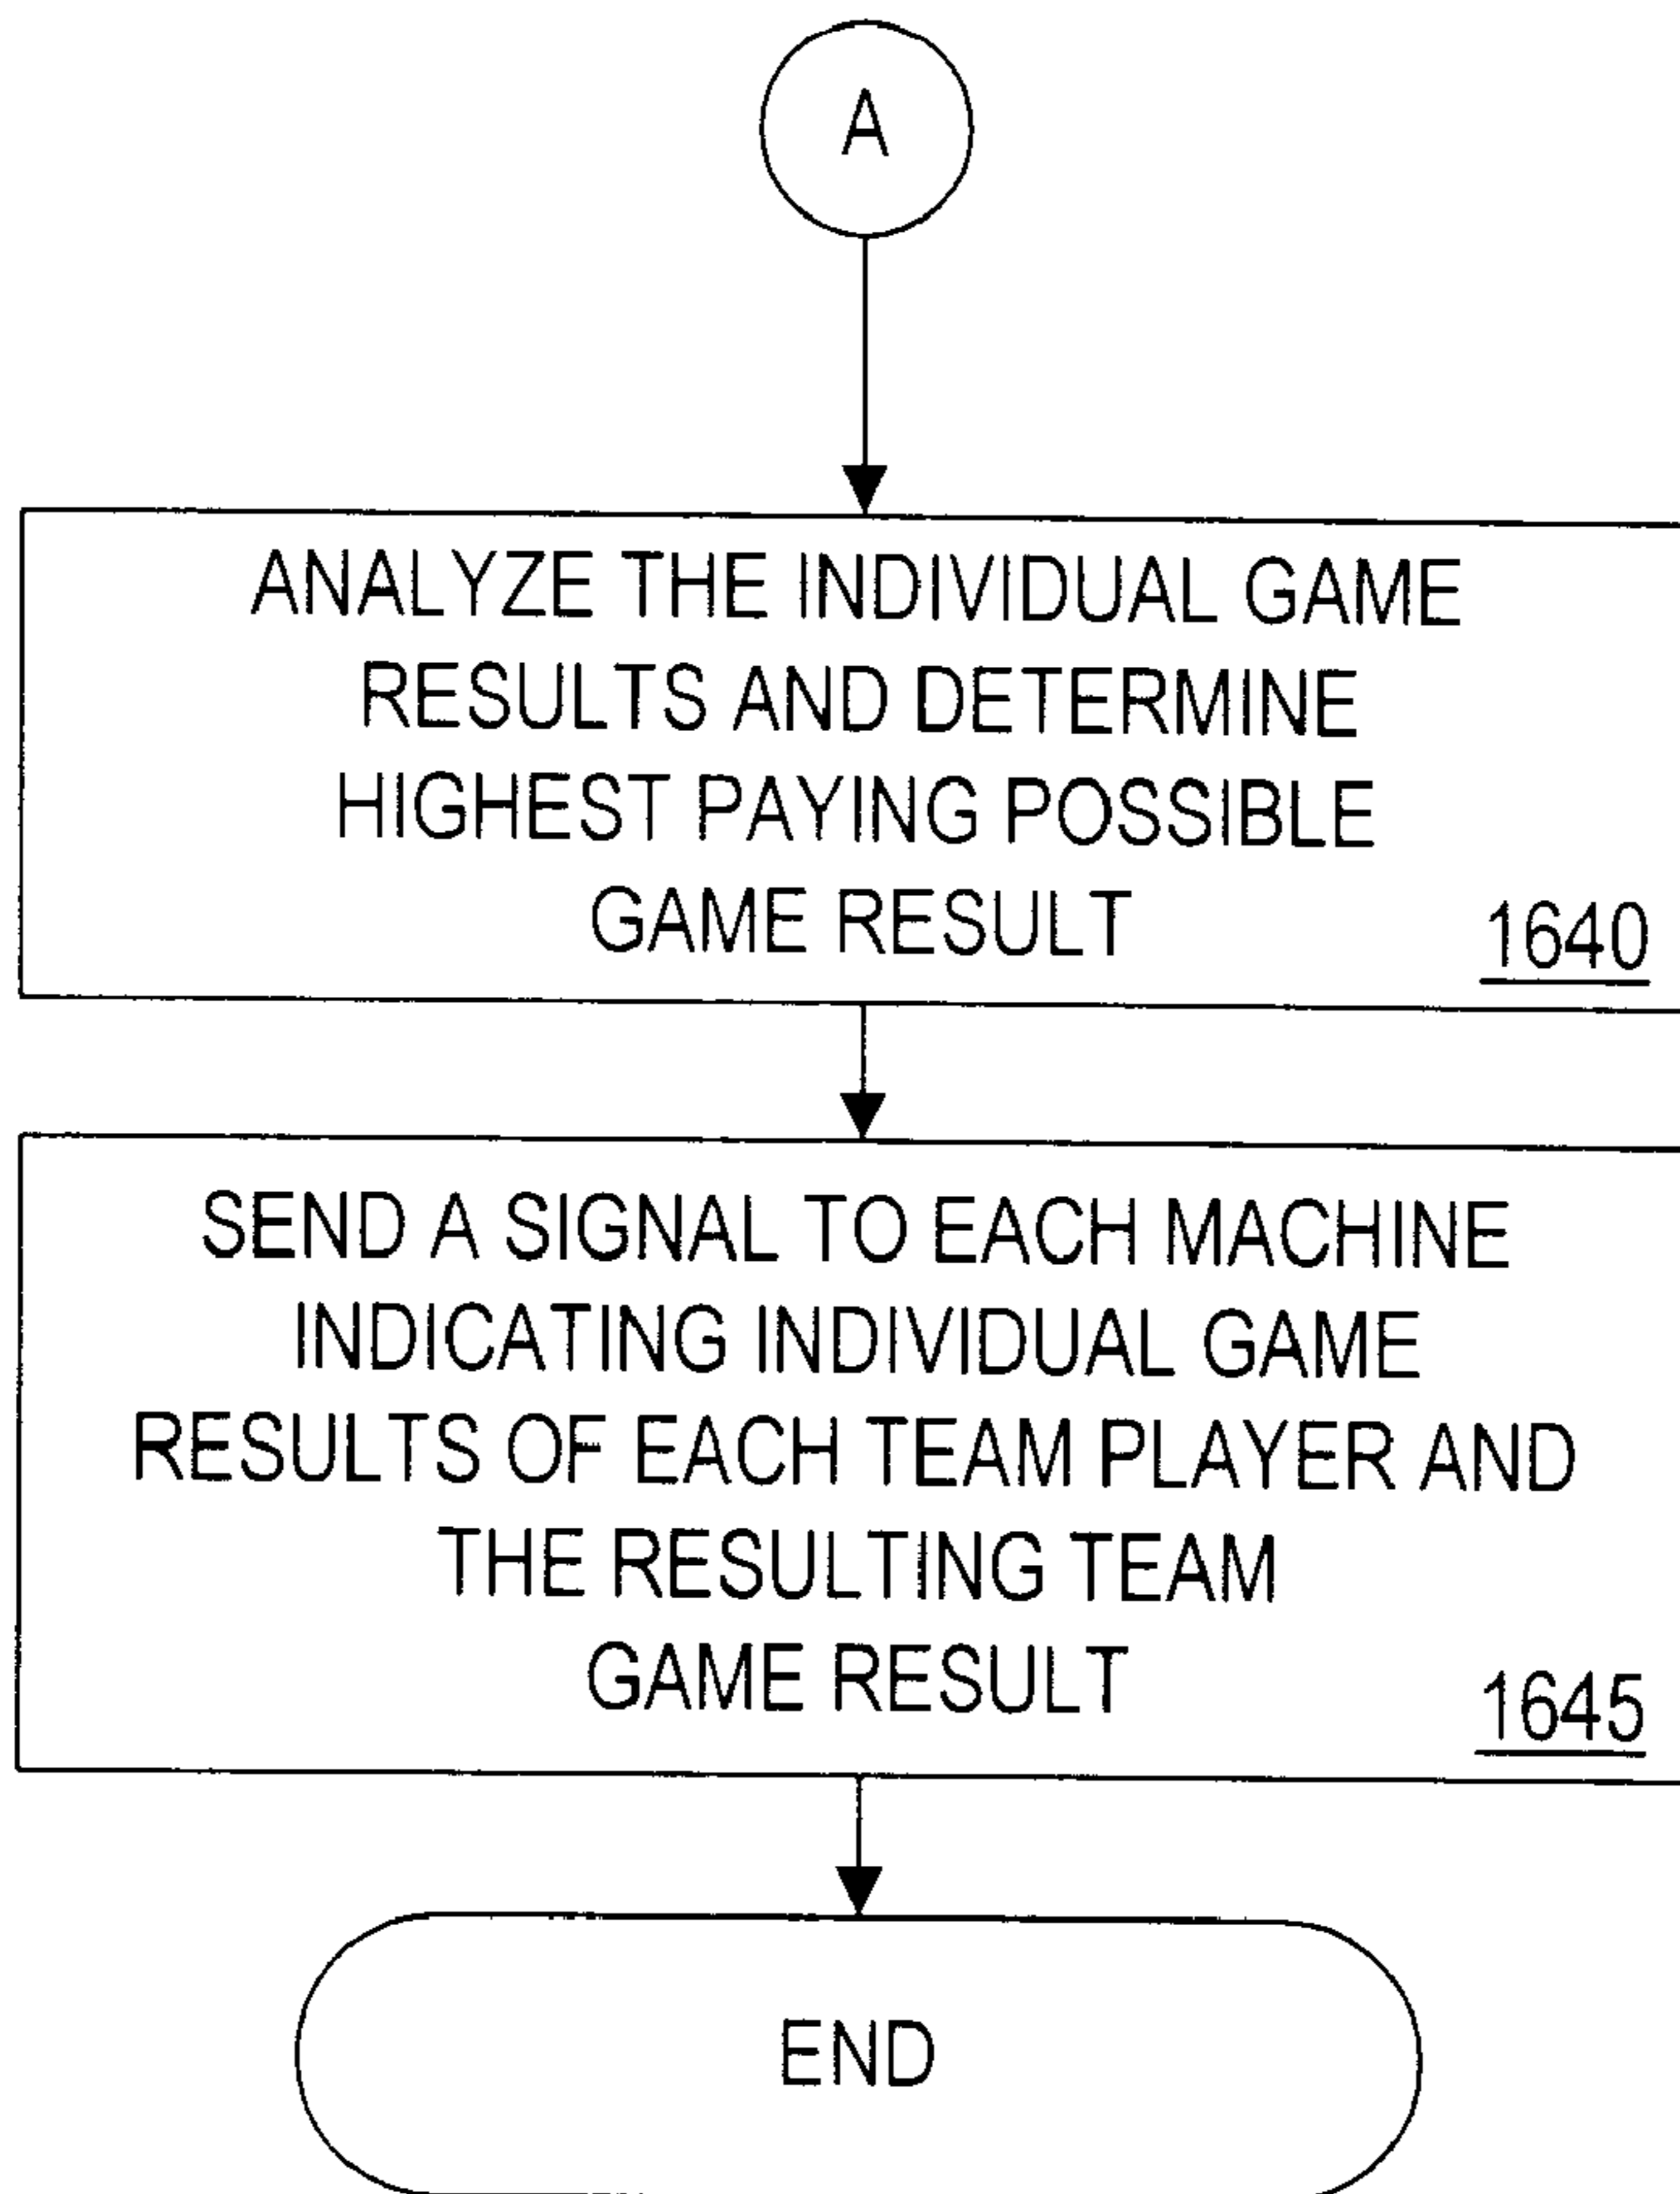 A
ANALYZE THE INDIVIDUAL GAME
RESULTS AND DETERMINE
HIGHEST PAYING POSSIBLE
GAME RESULT
1640
SEND A SIGNAL TO EACH MACHINE
INDICATING INDIVIDUAL GAME
RESULTS OF EACH TEAM PLAYER AND
THE RESULTING TEAM
GAME RESULT
1645
END